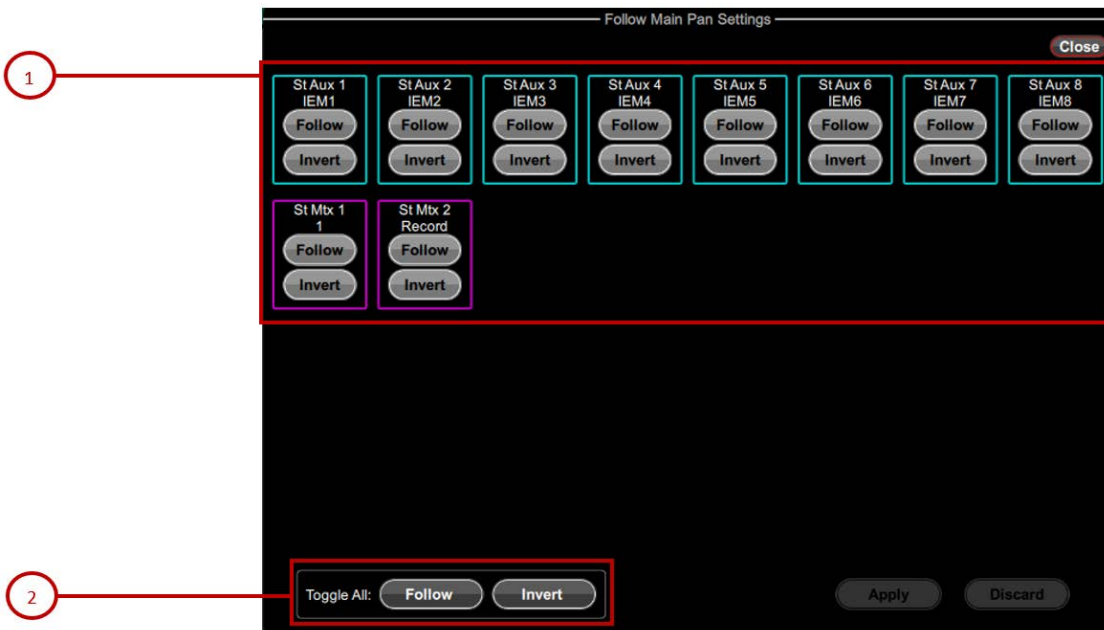 Follow Main Pan Settings
Close
1
St Aux 1 St Aux 2 St Aux 3 St Aux 4 St Aux 5 St Aux 6 St Aux 7 St Aux 8
IEM1 IEM2 IEM3 IEM4 IEM5 IEM6 IEM7 IEM8
Follow Follow Follow Follow Follow Follow Follow Follow
Invert Invert Invert Invert Invert Invert Invert Invert
St Mtx 1 St Mtx 2
1 Record
Follow Follow
Invert Invert
2
Toggle All: Follow Invert Apply Discard